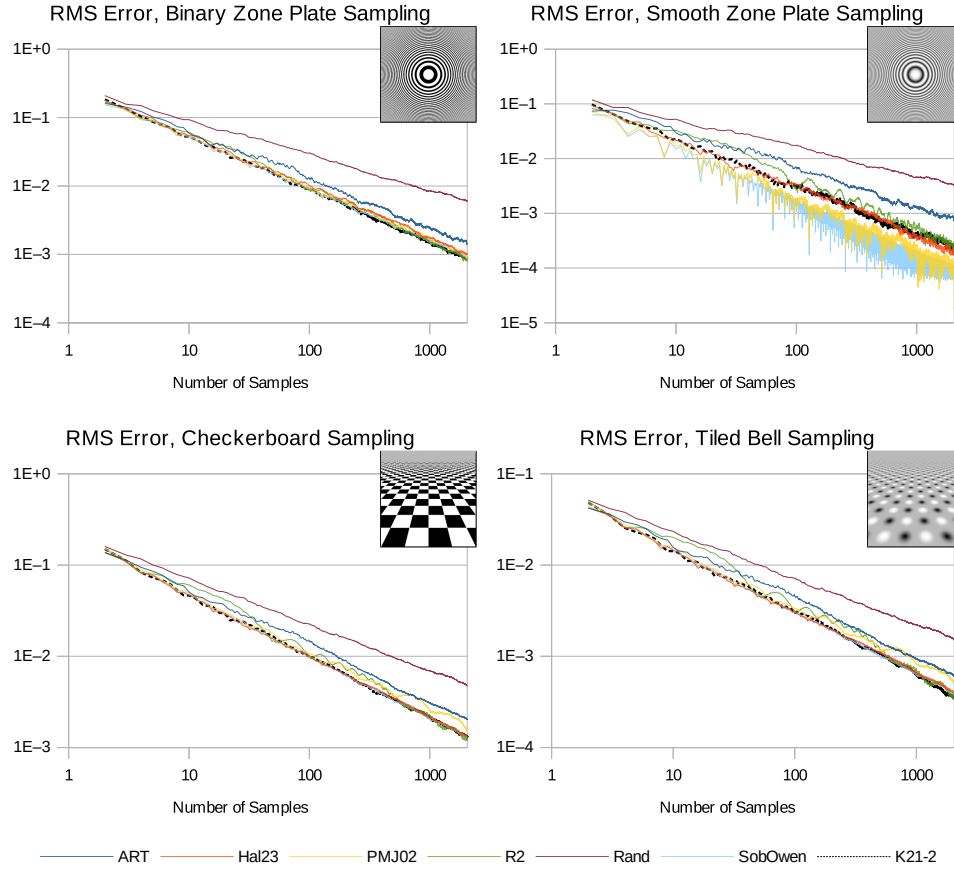 RMS Error, Binary Zone Plate Sampling
1E+0
1E−1
1E−2
1E−3
1E−4
1 10 100 1000
Number of Samples
RMS Error, Smooth Zone Plate Sampling
1E+0
1E−1
1E−2
1E−3
1E−4
1E−5
1 10 100 1000
Number of Samples
RMS Error, Checkerboard Sampling
1E+0
1E−1
1E−2
1E−3
1 10 100 1000
Number of Samples
RMS Error, Tiled Bell Sampling
1E−1
1E−2
1E−3
1E−4
1 10 100 1000
Number of Samples
ART Hal23 PMJ02 R2 Rand SobOwen K21-2